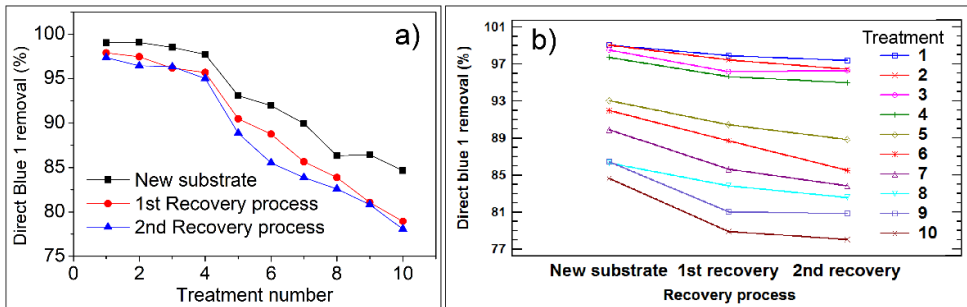 a)
Direct Blue 1 removal (%)
100
95
90
85
80
75
New substrate
1st Recovery process
2nd Recovery process
0 2 4 6 8 10
Treatment number
b)
Direct blue 1 removal (%)
101
97
93
89
85
81
77
Treatment
1
2
3
4
5
6
7
8
9
10
New substrate 1st recovery 2nd recovery
Recovery process